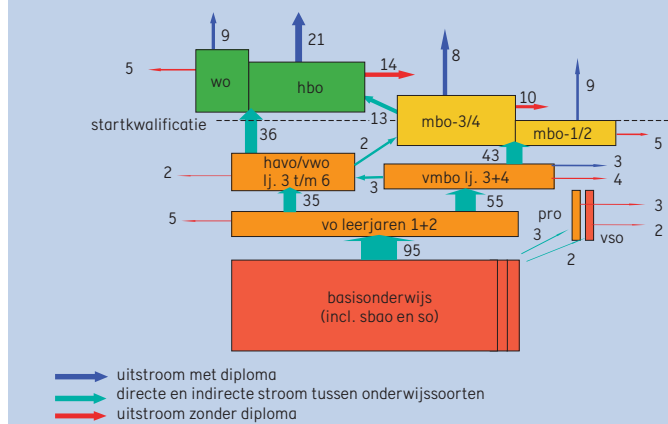 9
21
8
5
14
9
wo
hbo
10
13
mbo-3/4
startkwalificatie
mbo-1/2
36
2
5
43
havo/vwo
lj. 3 t/m 6
2
3
vmbo lj. 3+4
3
4
35
55
pro
5
vo leerjaren 1+2
3
3
vso
2
2
95
basisonderwijs
(incl. sbao en so)
uitstroom met diploma
directe en indirecte stroom tussen onderwijssoorten
uitstroom zonder diploma